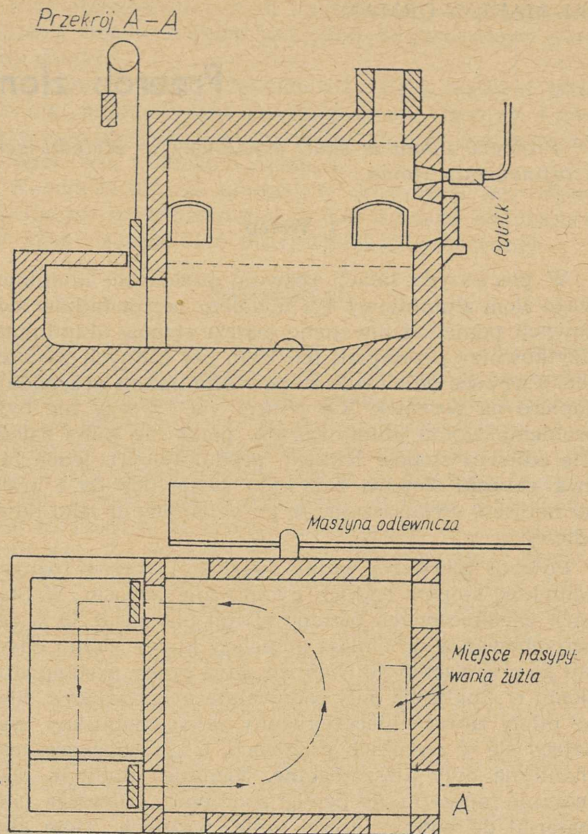 Przekrój A-A
Palnik
Maszyna odlewnicza
Miejsce nasypy-
wania żużla
A